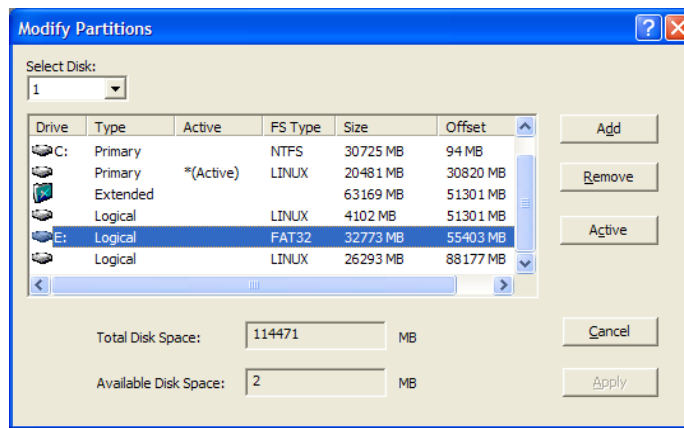 Modify Partitions
Select Disk:
1
Drive Type Active FS Type Size Offset
C: Primary NTFS 30725 MB 94 MB
Primary *(Active) LINUX 20481 MB 30820 MB
Extended 63169 MB 51301 MB
Logical LINUX 4102 MB 51301 MB
E: Logical FAT32 32773 MB 55403 MB
Logical LINUX 26293 MB 88177 MB
Add
Remove
Active
Total Disk Space: 114471 MB
Available Disk Space: 2 MB
Cancel
Apply